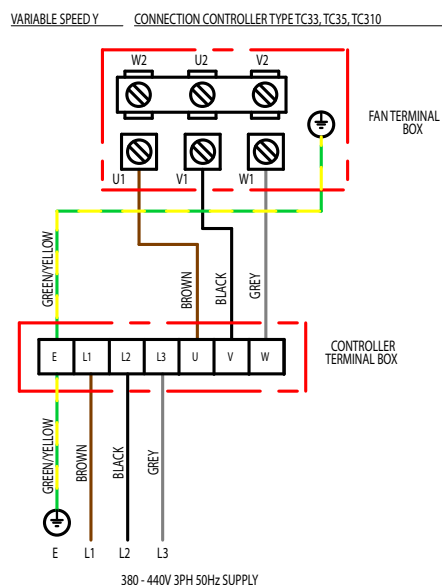 VARIABLE SPEED Y CONNECTION CONTROLLER TYPE TC33, TC35, TC310
W2 U2 V2
FAN TERMINAL
BOX
U1 V1 W1
GREEN/YELLOW
BROWN
BLACK
GREY
CONTROLLER
TERMINAL BOX
E L1 L2 L3 U V W
GREEN/YELLOW
BROWN
BLACK
GREY
E L1 L2 L3
380 - 440V 3PH 50Hz SUPPLY